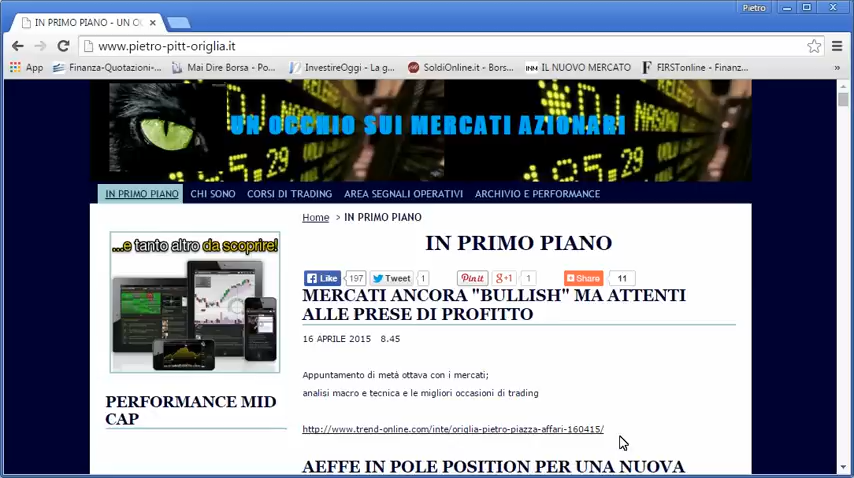 Pietro
IN PRIMO PIANO - UN O
www.pietro-pitt-origlia.it
App Finanza-Quotazioni-... Mai Dire Borsa - Po... InvestireOggi - La g... SoldiOnline.it - Bors... INM IL NUOVO MERCATO F FIRSTonline - Finanz... »
UN OCCHIO SUI MERCATI AZIONARI
IN PRIMO PIANO CHI SONO CORSI DI TRADING AREA SEGNALI OPERATIVI ARCHIVIO E PERFORMANCE
Home > IN PRIMO PIANO
...e tanto altro da scoprire!
IN PRIMO PIANO
Like 197 Tweet 1 Pin it +1 1 Share 11
MERCATI ANCORA "BULLISH" MA ATTENTI
ALLE PRESE DI PROFITTO
16 APRILE 2015 8.45
Appuntamento di metà ottava con i mercati;
analisi macro e tecnica e le migliori occasioni di trading
PERFORMANCE MID
CAP
http://www.trend-online.com/inte/origlia-pietro-piazza-affari-160415/
AEFFE IN POLE POSITION PER UNA NUOVA